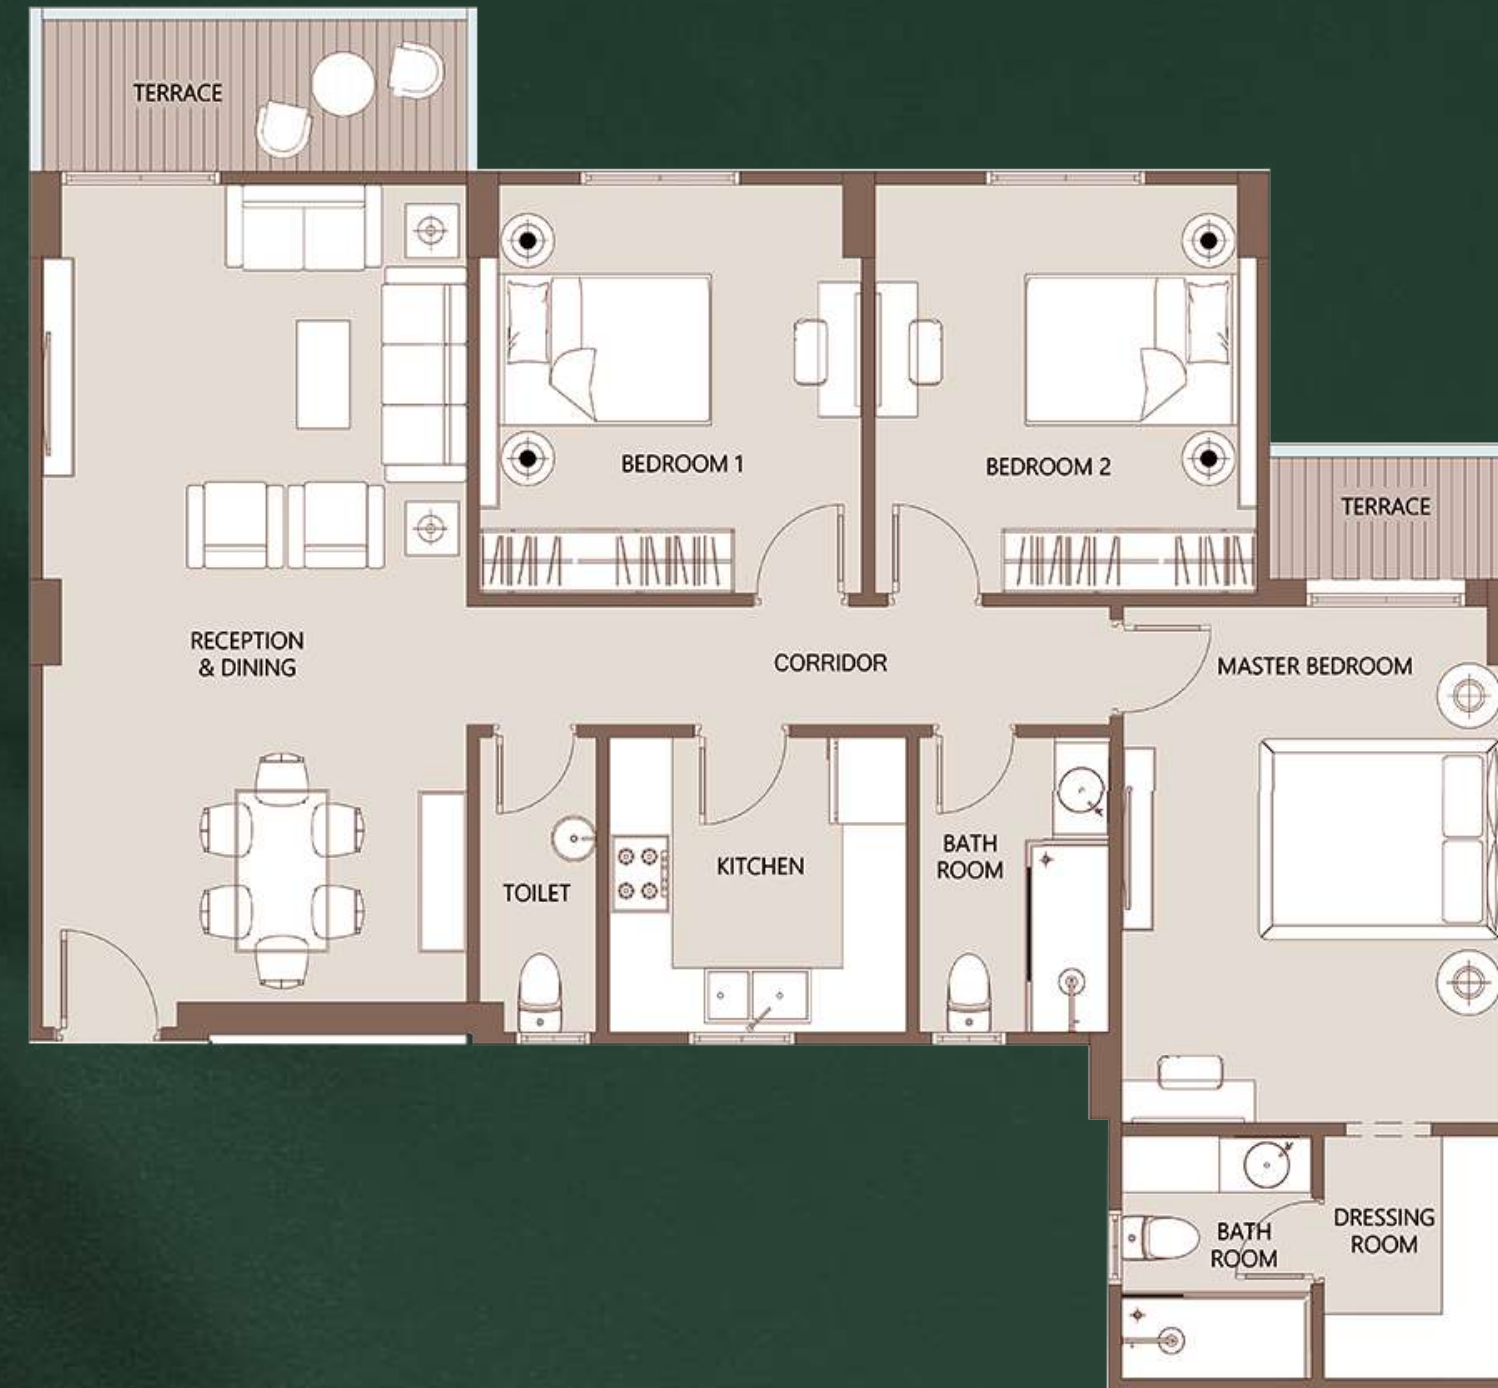 TERRACE
BEDROOM 1
BEDROOM 2
TERRACE
RECEPTION
& DINING
CORRIDOR
MASTER BEDROOM
TOILET
KITCHEN
BATH
ROOM
BATH
ROOM
DRESSING
ROOM